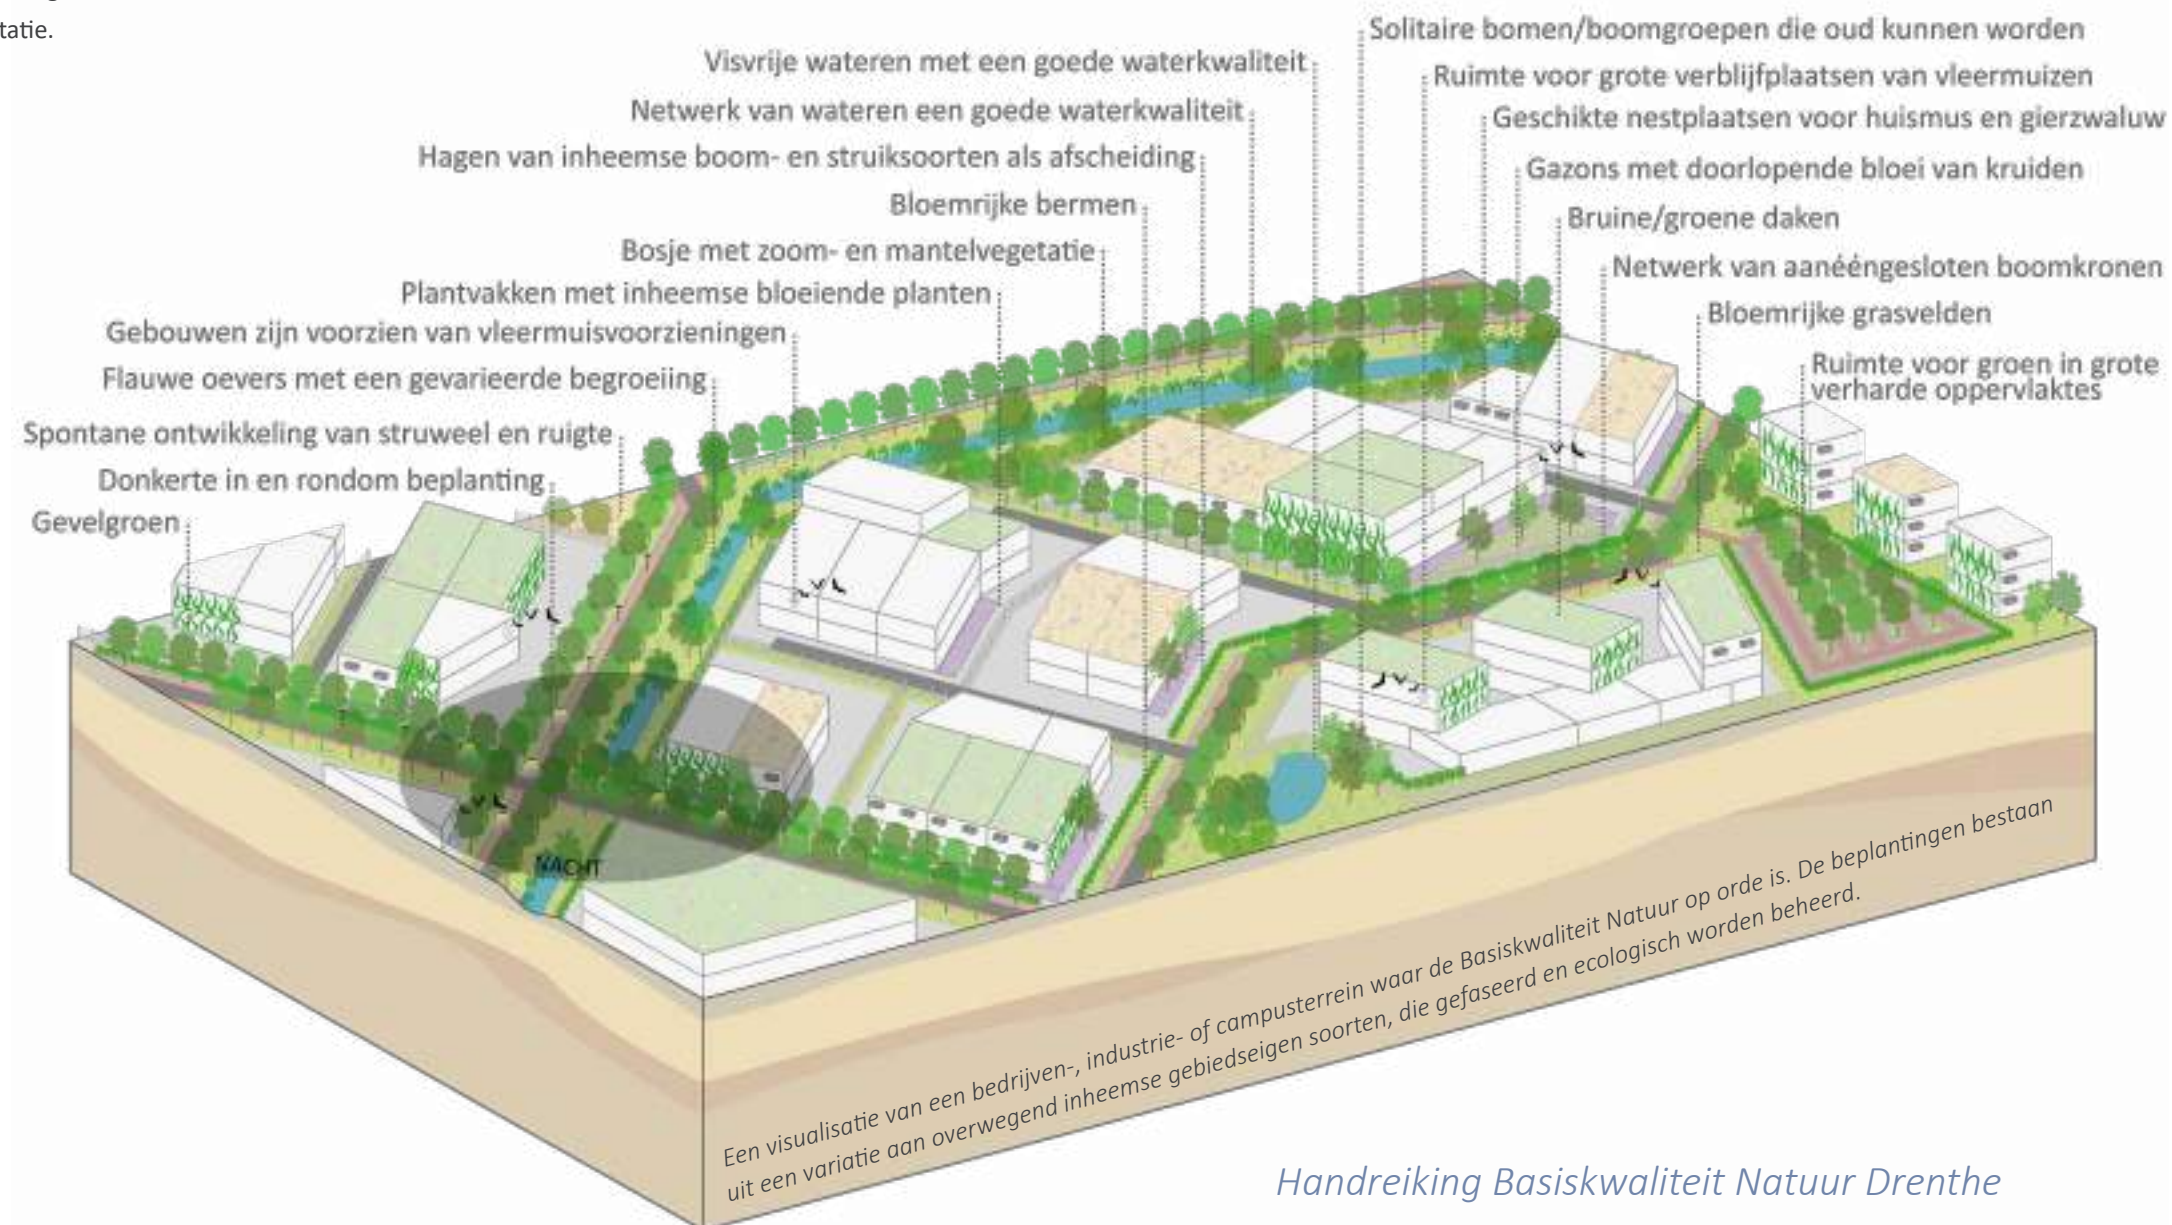 tatie.
Solitaire bomen/boomgroepen die oud kunnen worden
Visvrije wateren met een goede waterkwaliteit
Ruimte voor grote verblijfplaatsen van vleermuizen
Netwerk van wateren een goede waterkwaliteit
Geschikte nestplaatsen voor huismus en gierzwaluw
Hagen van inheemse boom- en struiksoorten als afscheiding
Gazons met doorlopende bloei van kruiden
Bloemrijke bermen
Bruine/groene daken
Bosje met zoom- en mantelvegetatie
Netwerk van aanééngesloten boomkronen
Plantvakken met inheemse bloeiende planten
Bloemrijke grasvelden
Gebouwen zijn voorzien van vleermuisvoorzieningen
Ruimte voor groen in grote
verharde oppervlaktes
Flauwe oevers met een gevarieerde begroeiing
Spontane ontwikkeling van struweel en ruigte
Donkerte in en rondom beplanting
Gevelgroen
NACHT
Een visualisatie van een bedrijven-, industrie- of campusterrein waar de Basiskwaliteit Natuur op orde is. De beplantingen bestaan
uit een variatie aan overwegend inheemse gebiedseigen soorten, die gefaseerd en ecologisch worden beheerd.
Handreiking Basiskwaliteit Natuur Drenthe